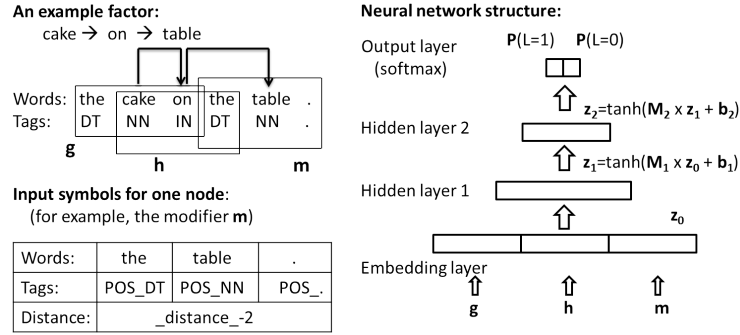 An example factor:
cake → on → table
Words: the cake on the table .
Tags: DT NN IN DT NN .
g h m
Input symbols for one node:
(for example, the modifier m)
Words: the table .
Tags: POS_DT POS_NN POS_.
Distance: _distance_-2
Neural network structure:
Output layer
(softmax)
P(L=1) P(L=0)
z2=tanh(M2 x z1 + b2)
Hidden layer 2
z1=tanh(M1 x z0 + b1)
Hidden layer 1
z0
Embedding layer
g h m